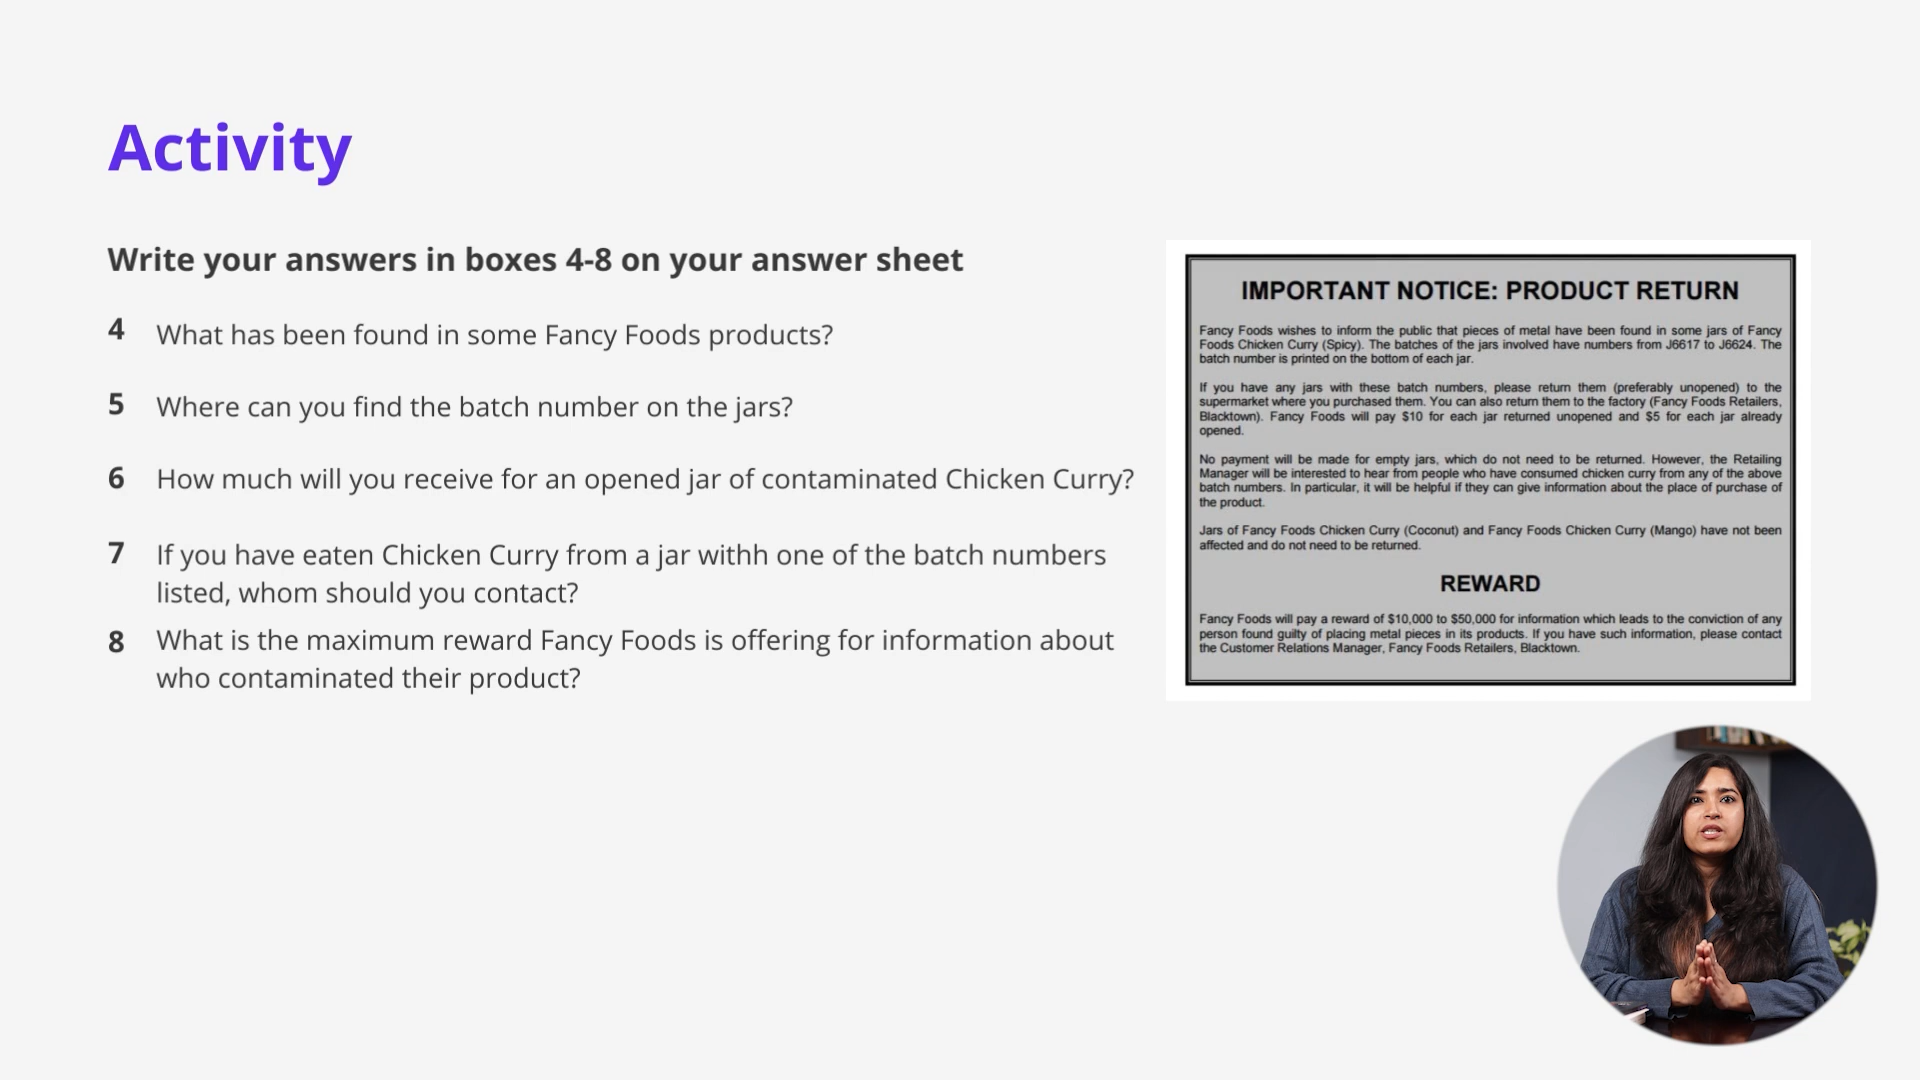 Activity
Write your answers in boxes 4-8 on your answer sheet
4 What has been found in some Fancy Foods products?
5 Where can you find the batch number on the jars?
6 How much will you receive for an opened jar of contaminated Chicken Curry?
7 If you have eaten Chicken Curry from a jar withh one of the batch numbers
listed, whom should you contact?
8 What is the maximum reward Fancy Foods is offering for information about
who contaminated their product?
IMPORTANT NOTICE: PRODUCT RETURN
Fancy Foods wishes to inform the public that pieces of metal have been found in some jars of Fancy
Foods Chicken Curry (Spicy). The batches of the jars involved have numbers from J6617 to J6624. The
batch number is printed on the bottom of each jar.
If you have any jars with these batch numbers, please return them (preferably unopened) to the
supermarket where you purchased them. You can also return them to the factory (Fancy Foods Retailers,
Blacktown). Fancy Foods will pay $10 for each jar returned unopened and $5 for each jar already
opened.
No payment will be made for empty jars, which do not need to be returned. However, the Retailing
Manager will be interested to hear from people who have consumed chicken curry from any of the above
batch numbers. In particular, it will be helpful if they can give information about the place of purchase of
the product.
Jars of Fancy Foods Chicken Curry (Coconut) and Fancy Foods Chicken Curry (Mango) have not been
affected and do not need to be returned.
REWARD
Fancy Foods will pay a reward of $10,000 to $50,000 for information which leads to the conviction of any
person found guilty of placing metal pieces in its products. If you have such information, please contact
the Customer Relations Manager, Fancy Foods Retailers, Blacktown.